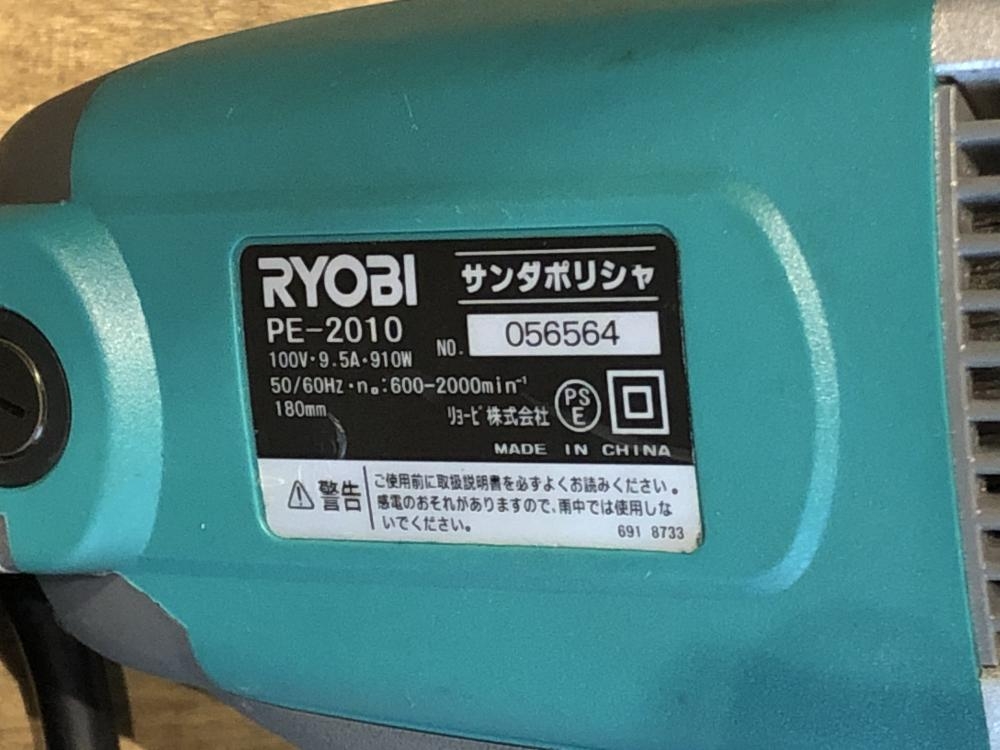 RYOBI
サンダポリシャ
PE-2010
NO. 056564
100V・9.5A・910W
50/60Hz・n₀:600-2000min⁻¹
180mm
リョービ株式会社
PS
E
MADE IN CHINA
⚠警告
ご使用前に取扱説明書を必ずよくお読みください。
感電のおそれがありますので、雨中では使用しな
いでください。
691 8733